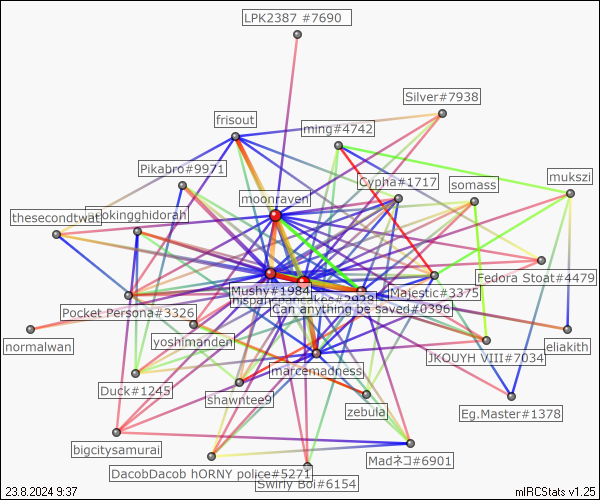 LPK2387 #7690
Silver#7938
frisout
ming#4742
Pikabro#9971
Cypha#1717
somass
mukszi
moonraven
thesecondtwat
rokingghidorah
Fedora Stoat#4479
Mushy#1984
Majestic#3375
Can anything be saved#0396
Pocket Persona#3326
yoshimanden
normalwan
JKOUYH VIII#7034
eliakith
marcemadness
Duck#1245
shawntee9
zebula
Eg.Master#1378
bigcitysamurai
Madネコ#6901
DacobDacob hORNY police#5271
Swirly Boi#6154
23.8.2024 9:37
mIRCStats v1.25